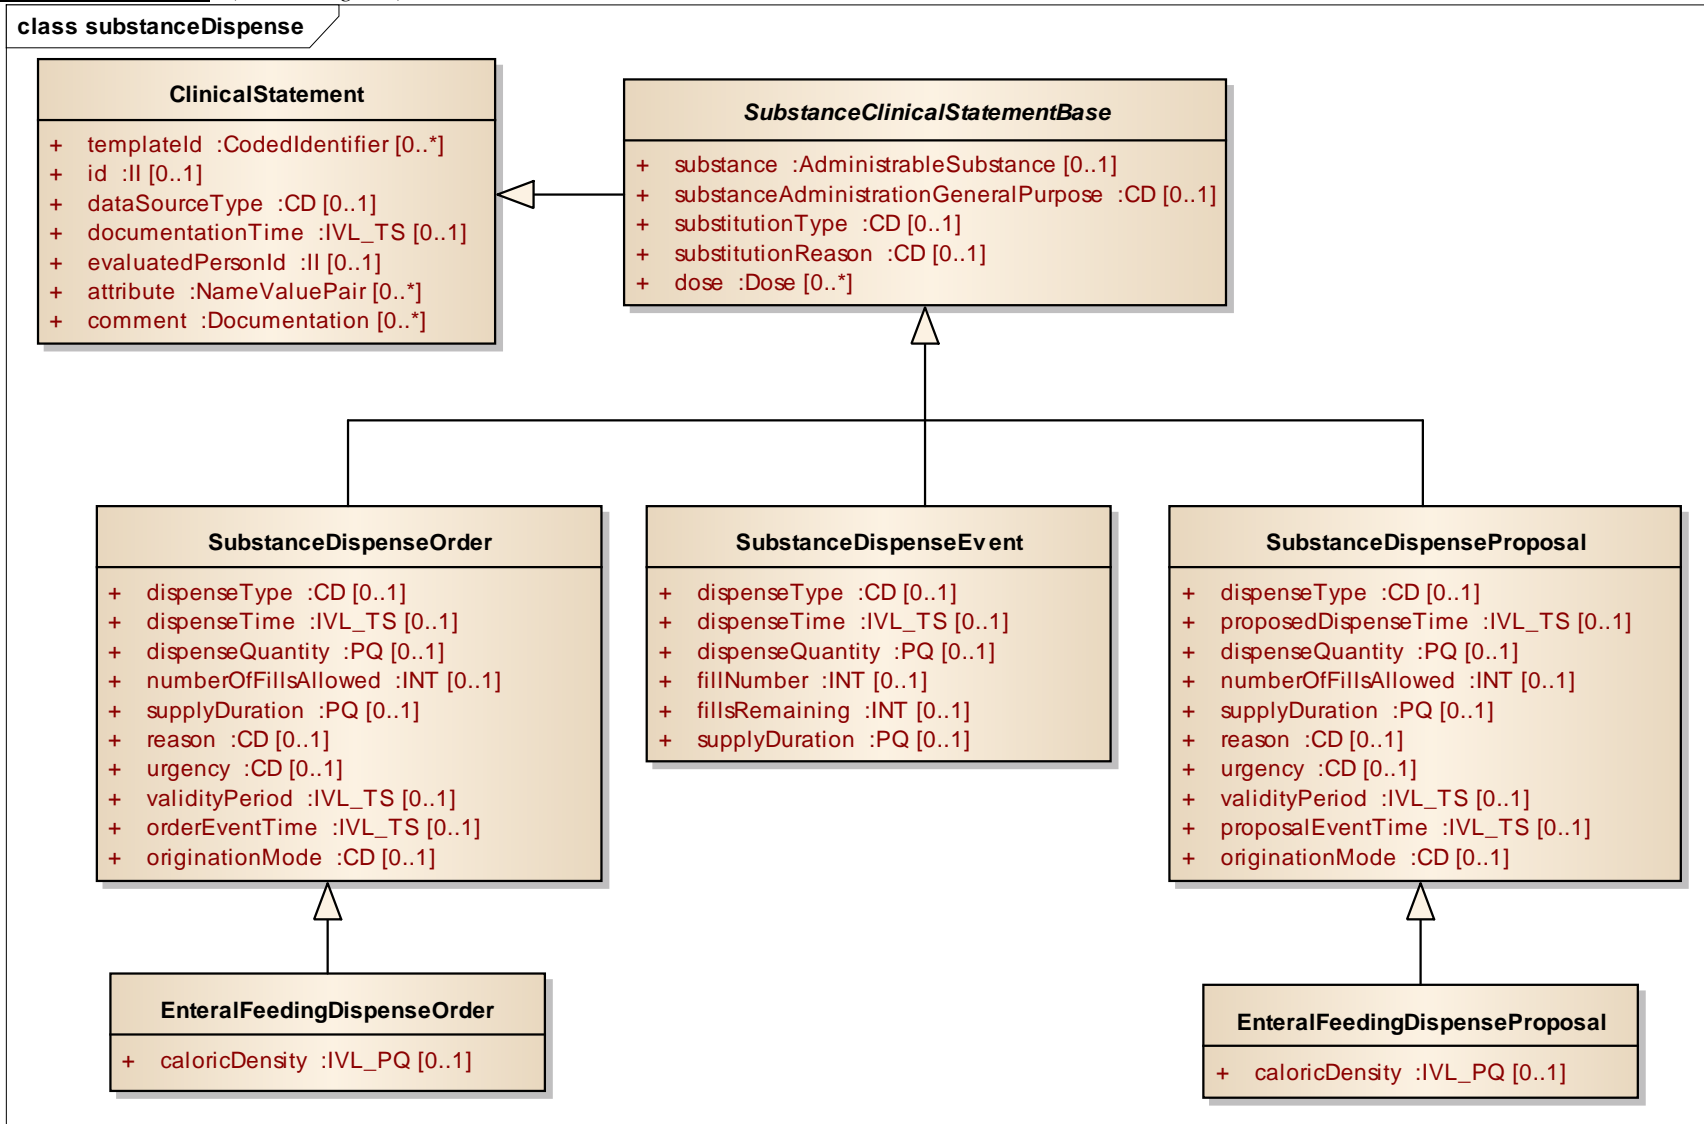 class substanceDispense
ClinicalStatement
+ templateId :CodedIdentifier [0..*]
+ id :II [0..1]
+ dataSourceType :CD [0..1]
+ documentationTime :IVL_TS [0..1]
+ evaluatedPersonId :II [0..1]
+ attribute :NameValuePair [0..*]
+ comment :Documentation [0..*]
SubstanceClinicalStatementBase
+ substance :AdministrableSubstance [0..1]
+ substanceAdministrationGeneralPurpose :CD [0..1]
+ substitutionType :CD [0..1]
+ substitutionReason :CD [0..1]
+ dose :Dose [0..*]
SubstanceDispenseOrder
+ dispenseType :CD [0..1]
+ dispenseTime :IVL_TS [0..1]
+ dispenseQuantity :PQ [0..1]
+ numberOfFillsAllowed :INT [0..1]
+ supplyDuration :PQ [0..1]
+ reason :CD [0..1]
+ urgency :CD [0..1]
+ validityPeriod :IVL_TS [0..1]
+ orderEventTime :IVL_TS [0..1]
+ originationMode :CD [0..1]
SubstanceDispenseEvent
+ dispenseType :CD [0..1]
+ dispenseTime :IVL_TS [0..1]
+ dispenseQuantity :PQ [0..1]
+ fillNumber :INT [0..1]
+ fillsRemaining :INT [0..1]
+ supplyDuration :PQ [0..1]
SubstanceDispenseProposal
+ dispenseType :CD [0..1]
+ proposedDispenseTime :IVL_TS [0..1]
+ dispenseQuantity :PQ [0..1]
+ numberOfFillsAllowed :INT [0..1]
+ supplyDuration :PQ [0..1]
+ reason :CD [0..1]
+ urgency :CD [0..1]
+ validityPeriod :IVL_TS [0..1]
+ proposalEventTime :IVL_TS [0..1]
+ originationMode :CD [0..1]
EnteralFeedingDispenseOrder
+ caloricDensity :IVL_PQ [0..1]
EnteralFeedingDispenseProposal
+ caloricDensity :IVL_PQ [0..1]